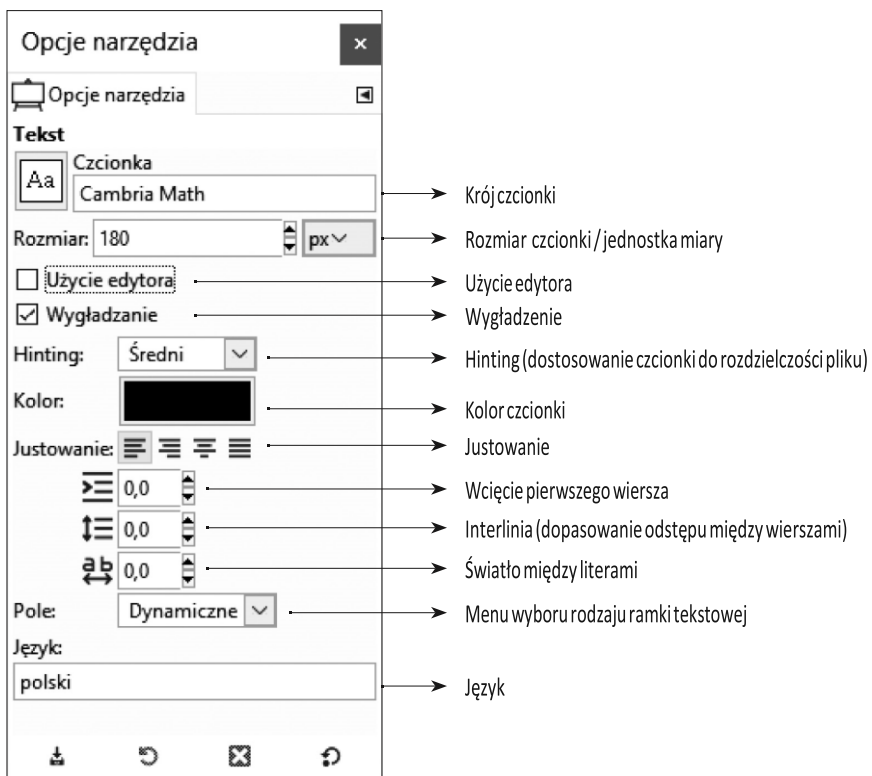 Opcje narzędzia
Opcje narzędzia
Tekst
Aa
Czcionka
Cambria Math
Krój czcionki
Rozmiar: 180 px
Rozmiar czcionki / jednostka miary
Użycie edytora
Użycie edytora
Wygładzanie
Wygładzenie
Hinting: Średni
Hinting (dostosowanie czcionki do rozdzielczości pliku)
Kolor:
Kolor czcionki
Justowanie:
Justowanie
0,0
Wcięcie pierwszego wiersza
0,0
Interlinia (dopasowanie odstępu między wierszami)
ab 0,0
Światło między literami
Pole: Dynamiczne
Menu wyboru rodzaju ramki tekstowej
Język:
polski
Język